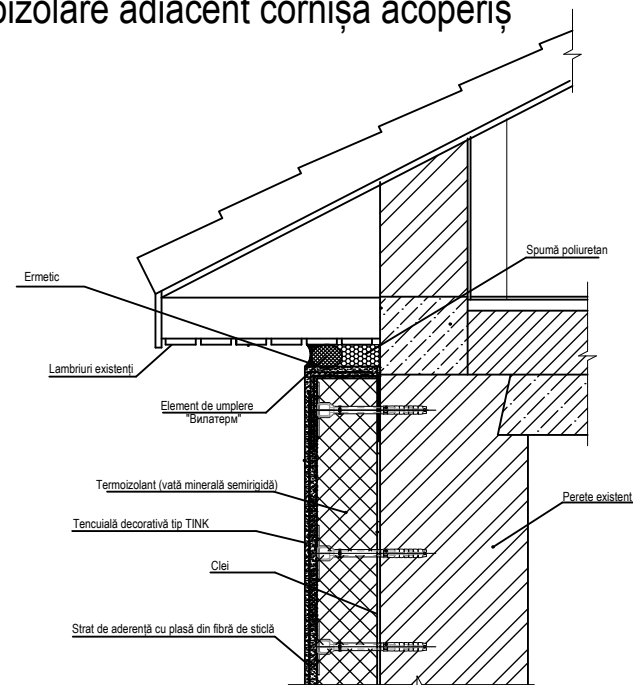 oizolare adiacent cornișa acoperiș
Spumă poliuretan
Ermetic
Lambriuri existenți
Element de umplere
"Вилатерм"
Termoizolant (vată minerală semirigidă)
Perete existent
Tencuială decorativă tip TINK
Clei
Strat de aderență cu plasă din fibră de sticlă